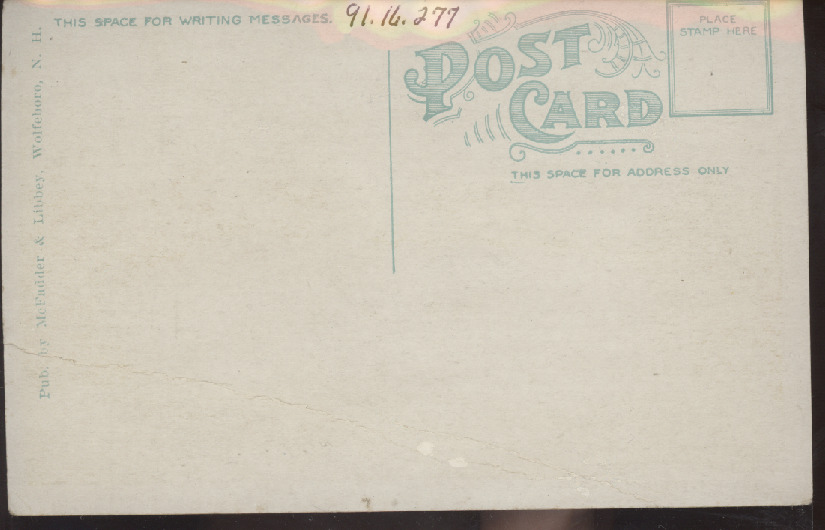 THIS SPACE FOR WRITING MESSAGES.
91.16.277
POST
CARD
PLACE
STAMP HERE
THIS SPACE FOR ADDRESS ONLY
Pub. by McFadder & Libbey, Wolfeboro, N. H.